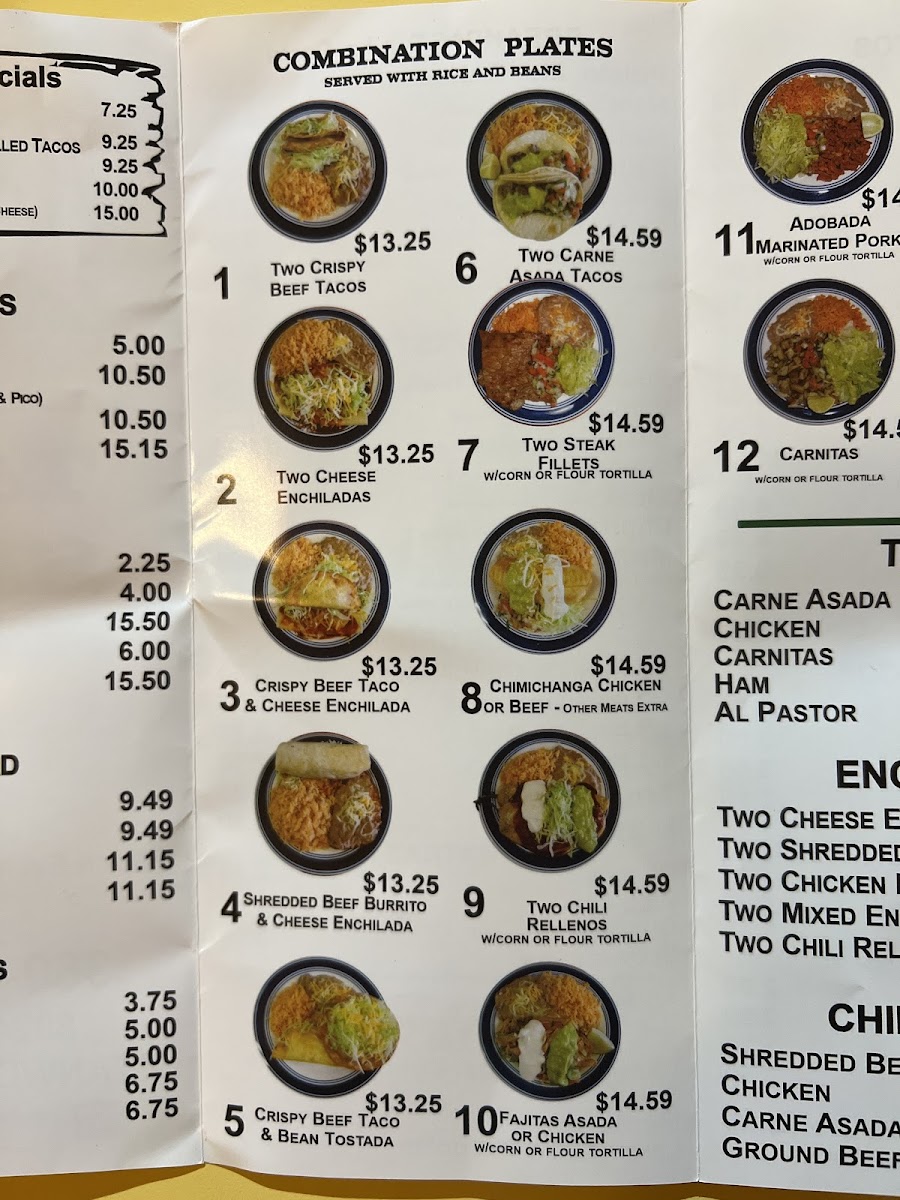 cials
7.25
LED TACOS 9.25
9.25
10.00
HEESE) 15.00
S
5.00
10.50
& PICO)
10.50
15.15
2.25
4.00
15.50
6.00
15.50
D
9.49
9.49
11.15
11.15
S
3.75
5.00
5.00
6.75
6.75
COMBINATION PLATES
SERVED WITH RICE AND BEANS
$13.25
1 TWO CRISPY
BEEF TACOS
$13.25
2 TWO CHEESE
ENCHILADAS
$13.25
3 CRISPY BEEF TACO
& CHEESE ENCHILADA
$13.25
4 SHREDDED BEEF BURRITO
& CHEESE ENCHILADA
$13.25
5 CRISPY BEEF TACO
& BEAN TOSTADA
$14.59
6 TWO CARNE
ASADA TACOS
$14.59
7 TWO STEAK
FILLETS
W/CORN OR FLOUR TORTILLA
$14.59
8 CHIMICHANGA CHICKEN
OR BEEF - OTHER MEATS EXTRA
$14.59
9 TWO CHILI
RELLENOS
W/CORN OR FLOUR TORTILLA
$14.59
10 FAJITAS ASADA
OR CHICKEN
W/CORN OR FLOUR TORTILLA
$14
11 ADOBADA
MARINATED PORK
W/CORN OR FLOUR TORTILLA
$14.5
12 CARNITAS
W/CORN OR FLOUR TORTILLA
T
CARNE ASADA
CHICKEN
CARNITAS
HAM
AL PASTOR
ENC
TWO CHEESE E
TWO SHREDDED
TWO CHICKEN
TWO MIXED EN
TWO CHILI REL
CHI
SHREDDED BE
CHICKEN
CARNE ASADA
GROUND BEEF